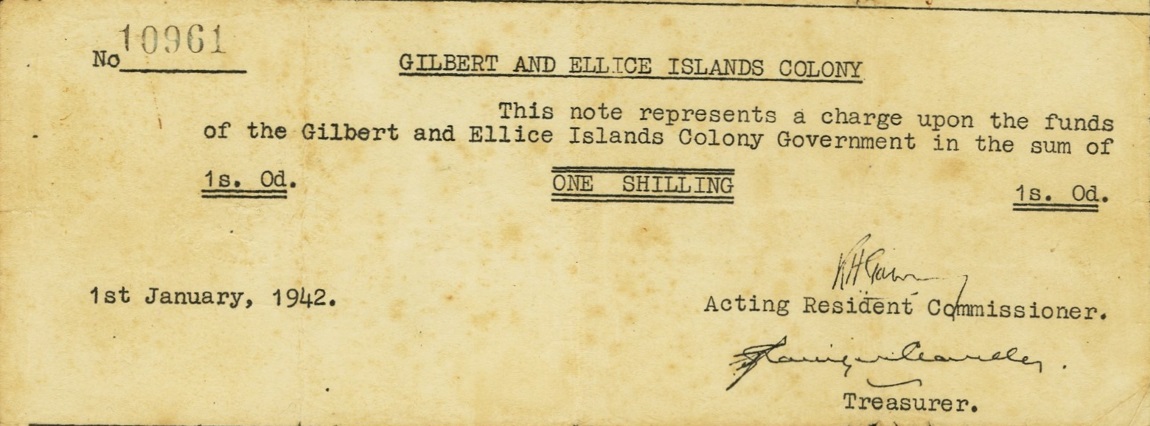 No 10961
GILBERT AND ELLICE ISLANDS COLONY
This note represents a charge upon the funds
of the Gilbert and Ellice Islands Colony Government in the sum of
1s. 0d. ONE SHILLING 1s. 0d.
1st January, 1942.
Acting Resident Commissioner.
Treasurer.